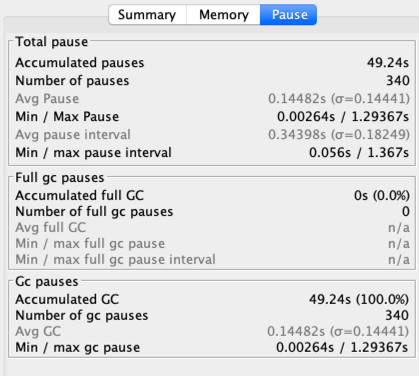 Summary Memory Pause
Total pause
Accumulated pauses 49.24s
Number of pauses 340
Avg Pause 0.14482s (σ=0.14441)
Min / Max Pause 0.00264s / 1.29367s
Avg pause interval 0.34398s (σ=0.18249)
Min / max pause interval 0.056s / 1.367s
Full gc pauses
Accumulated full GC 0s (0.0%)
Number of full gc pauses 0
Avg full GC n/a
Min / max full gc pause n/a
Min / max full gc pause interval n/a
Gc pauses
Accumulated GC 49.24s (100.0%)
Number of gc pauses 340
Avg GC 0.14482s (σ=0.14441)
Min / max gc pause 0.00264s / 1.29367s